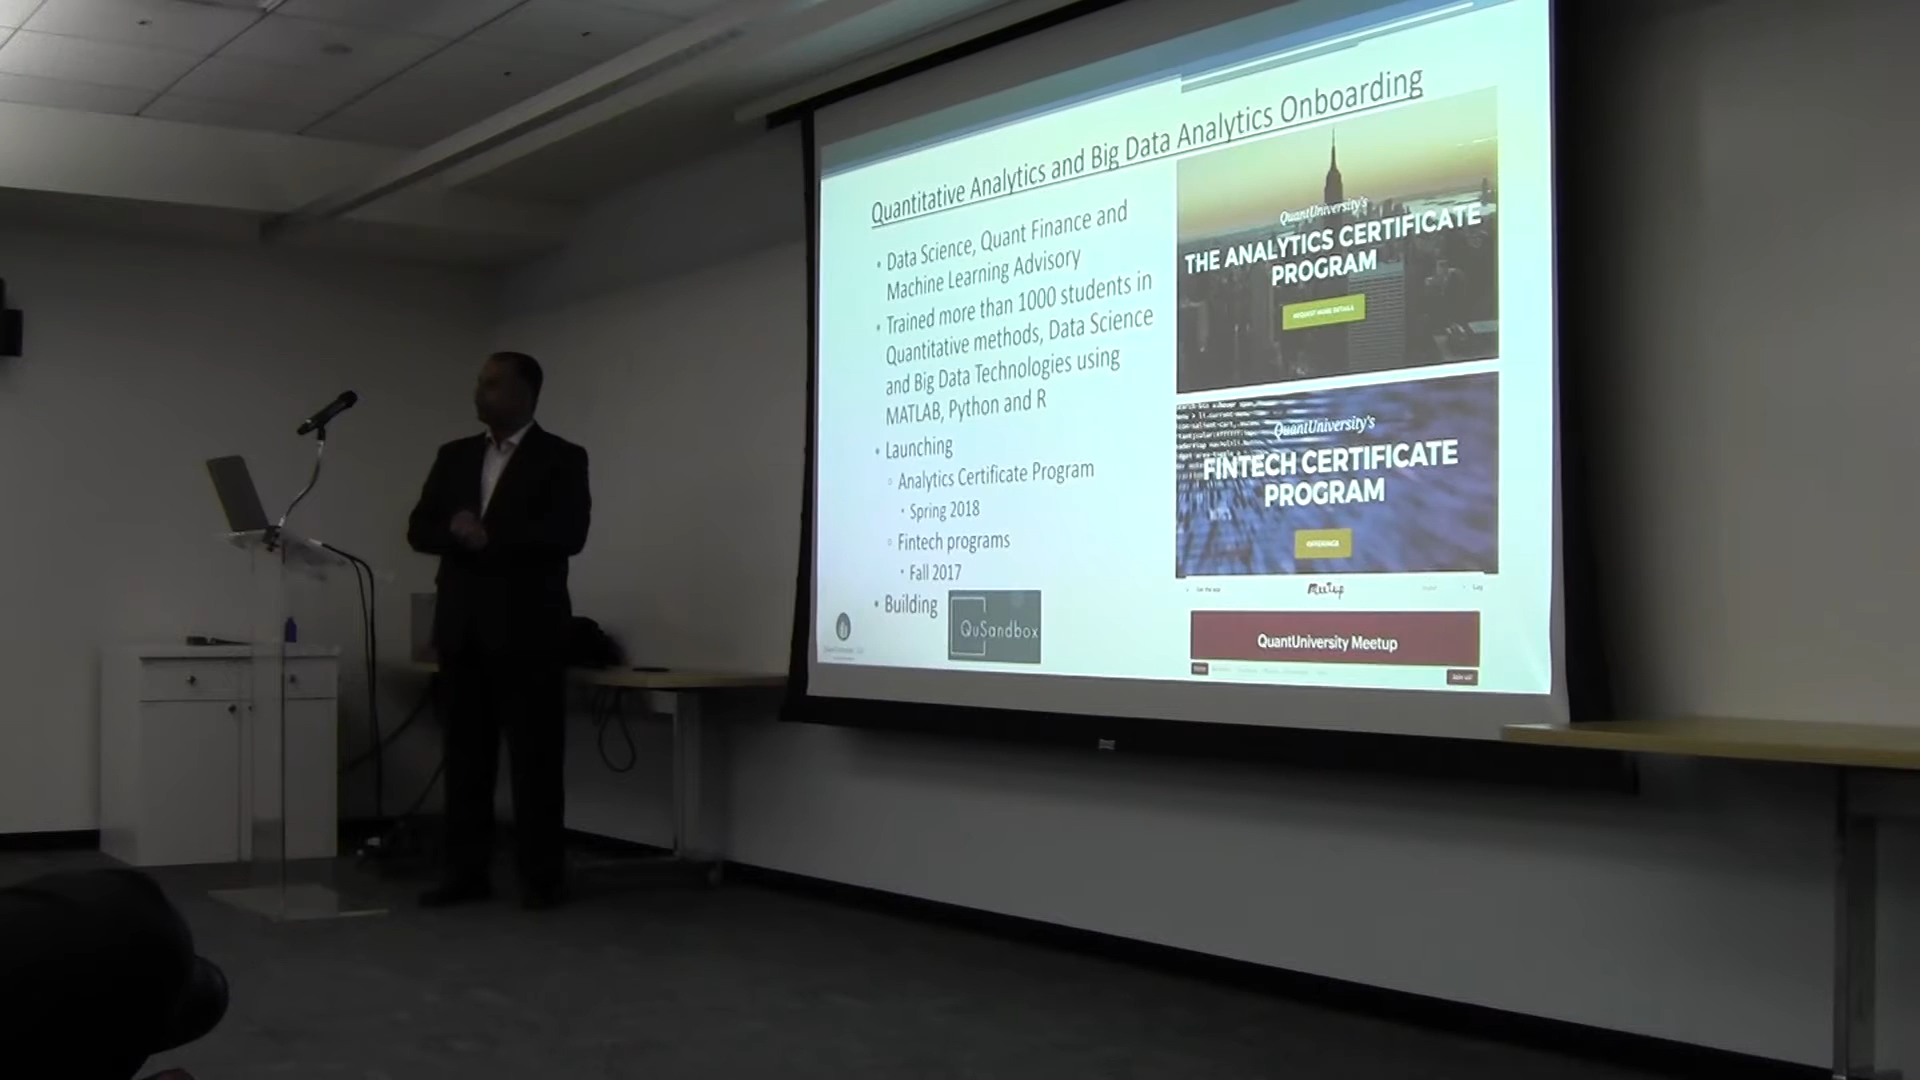 Quantitative Analytics and Big Data Analytics Onboarding
• Data Science, Quant Finance and
Machine Learning Advisory
• Trained more than 1000 students in
Quantitative methods, Data Science
and Big Data Technologies using
MATLAB, Python and R
• Launching
▫ Analytics Certificate Program
• Spring 2018
▫ Fintech programs
• Fall 2017
• Building
QuSandbox
QuantUniversity's
THE ANALYTICS CERTIFICATE
PROGRAM
REQUEST MORE DETAILS
QuantUniversity's
FINTECH CERTIFICATE
PROGRAM
Meetup
QuantUniversity Meetup